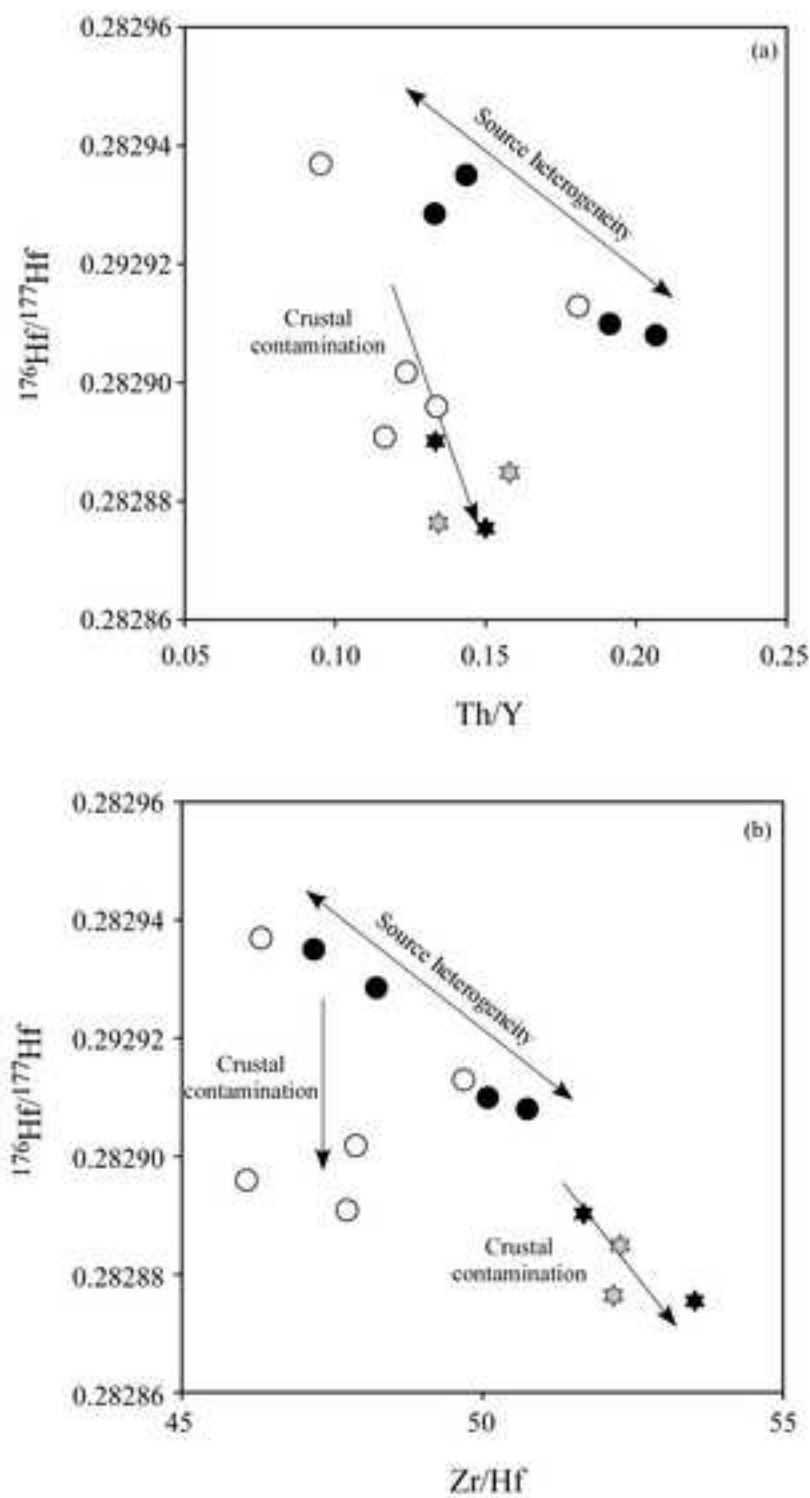 (a)
0.28296
0.28294
0.29292
0.28290
0.28288
0.28286
176Hf/177Hf
Source heterogeneity
Crustal
contamination
0.05
0.10
0.15
0.20
0.25
Th/Y
(b)
0.28296
0.28294
0.29292
0.28290
0.28288
0.28286
176Hf/177Hf
Source heterogeneity
Crustal
contamination
Crustal
contamination
45
50
55
Zr/Hf